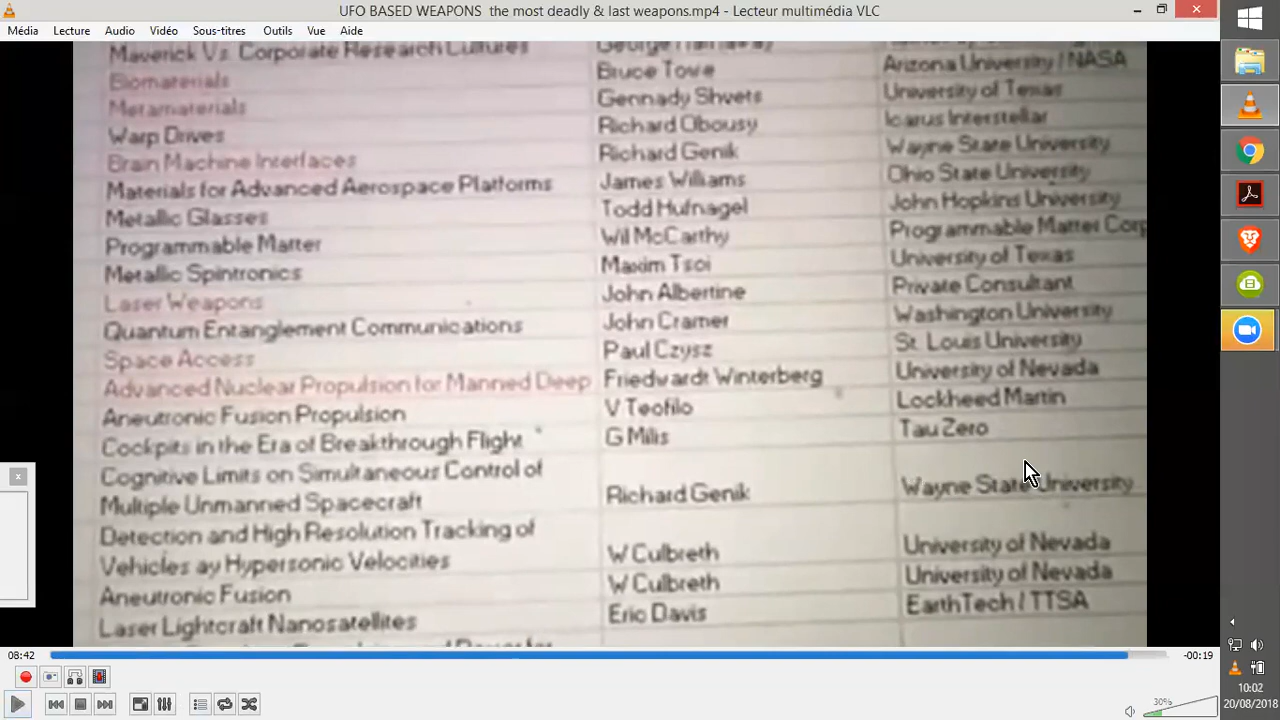 UFO BASED WEAPONS the most deadly & last weapons.mp4 - Lecteur multimédia VLC
Média Lecture Audio Vidéo Sous-titres Outils Vue Aide
Maverick Vs. Corporate Research Cultures George
Biomaterials Bruce Towe Arizona University / NASA
Metamaterials Gennady Shvets University of Texas
Warp Drives Richard Obousy Icarus Interstellar
Brain Machine Interfaces Richard Genik Wayne State University
Materials for Advanced Aerospace Platforms James Williams Ohio State University
Metallic Glasses Todd Hufnagel John Hopkins University
Programmable Matter Wil McCarthy Programmable Matter Corp
Metallic Spintronics Maxim Tsoi University of Texas
Laser Weapons John Albertine Private Consultant
Quantum Entanglement Communications John Cramer Washington University
Space Access Paul Czysz St. Louis University
Advanced Nuclear Propulsion for Manned Deep Friedwardt Winterberg University of Nevada
Aneutronic Fusion Propulsion V Teofilo Lockheed Martin
Cockpits in the Era of Breakthrough Flight G Milis Tau Zero
Cognitive Limits on Simultaneous Control of
Multiple Unmanned Spacecraft Richard Genik Wayne State University
Detection and High Resolution Tracking of
Vehicles ay Hypersonic Velocities W Culbreth University of Nevada
Aneutronic Fusion W Culbreth University of Nevada
Laser Lightcraft Nanosatellites Eric Davis EarthTech / TTSA
08:42 -00:19
30%
10:02
20/08/2018